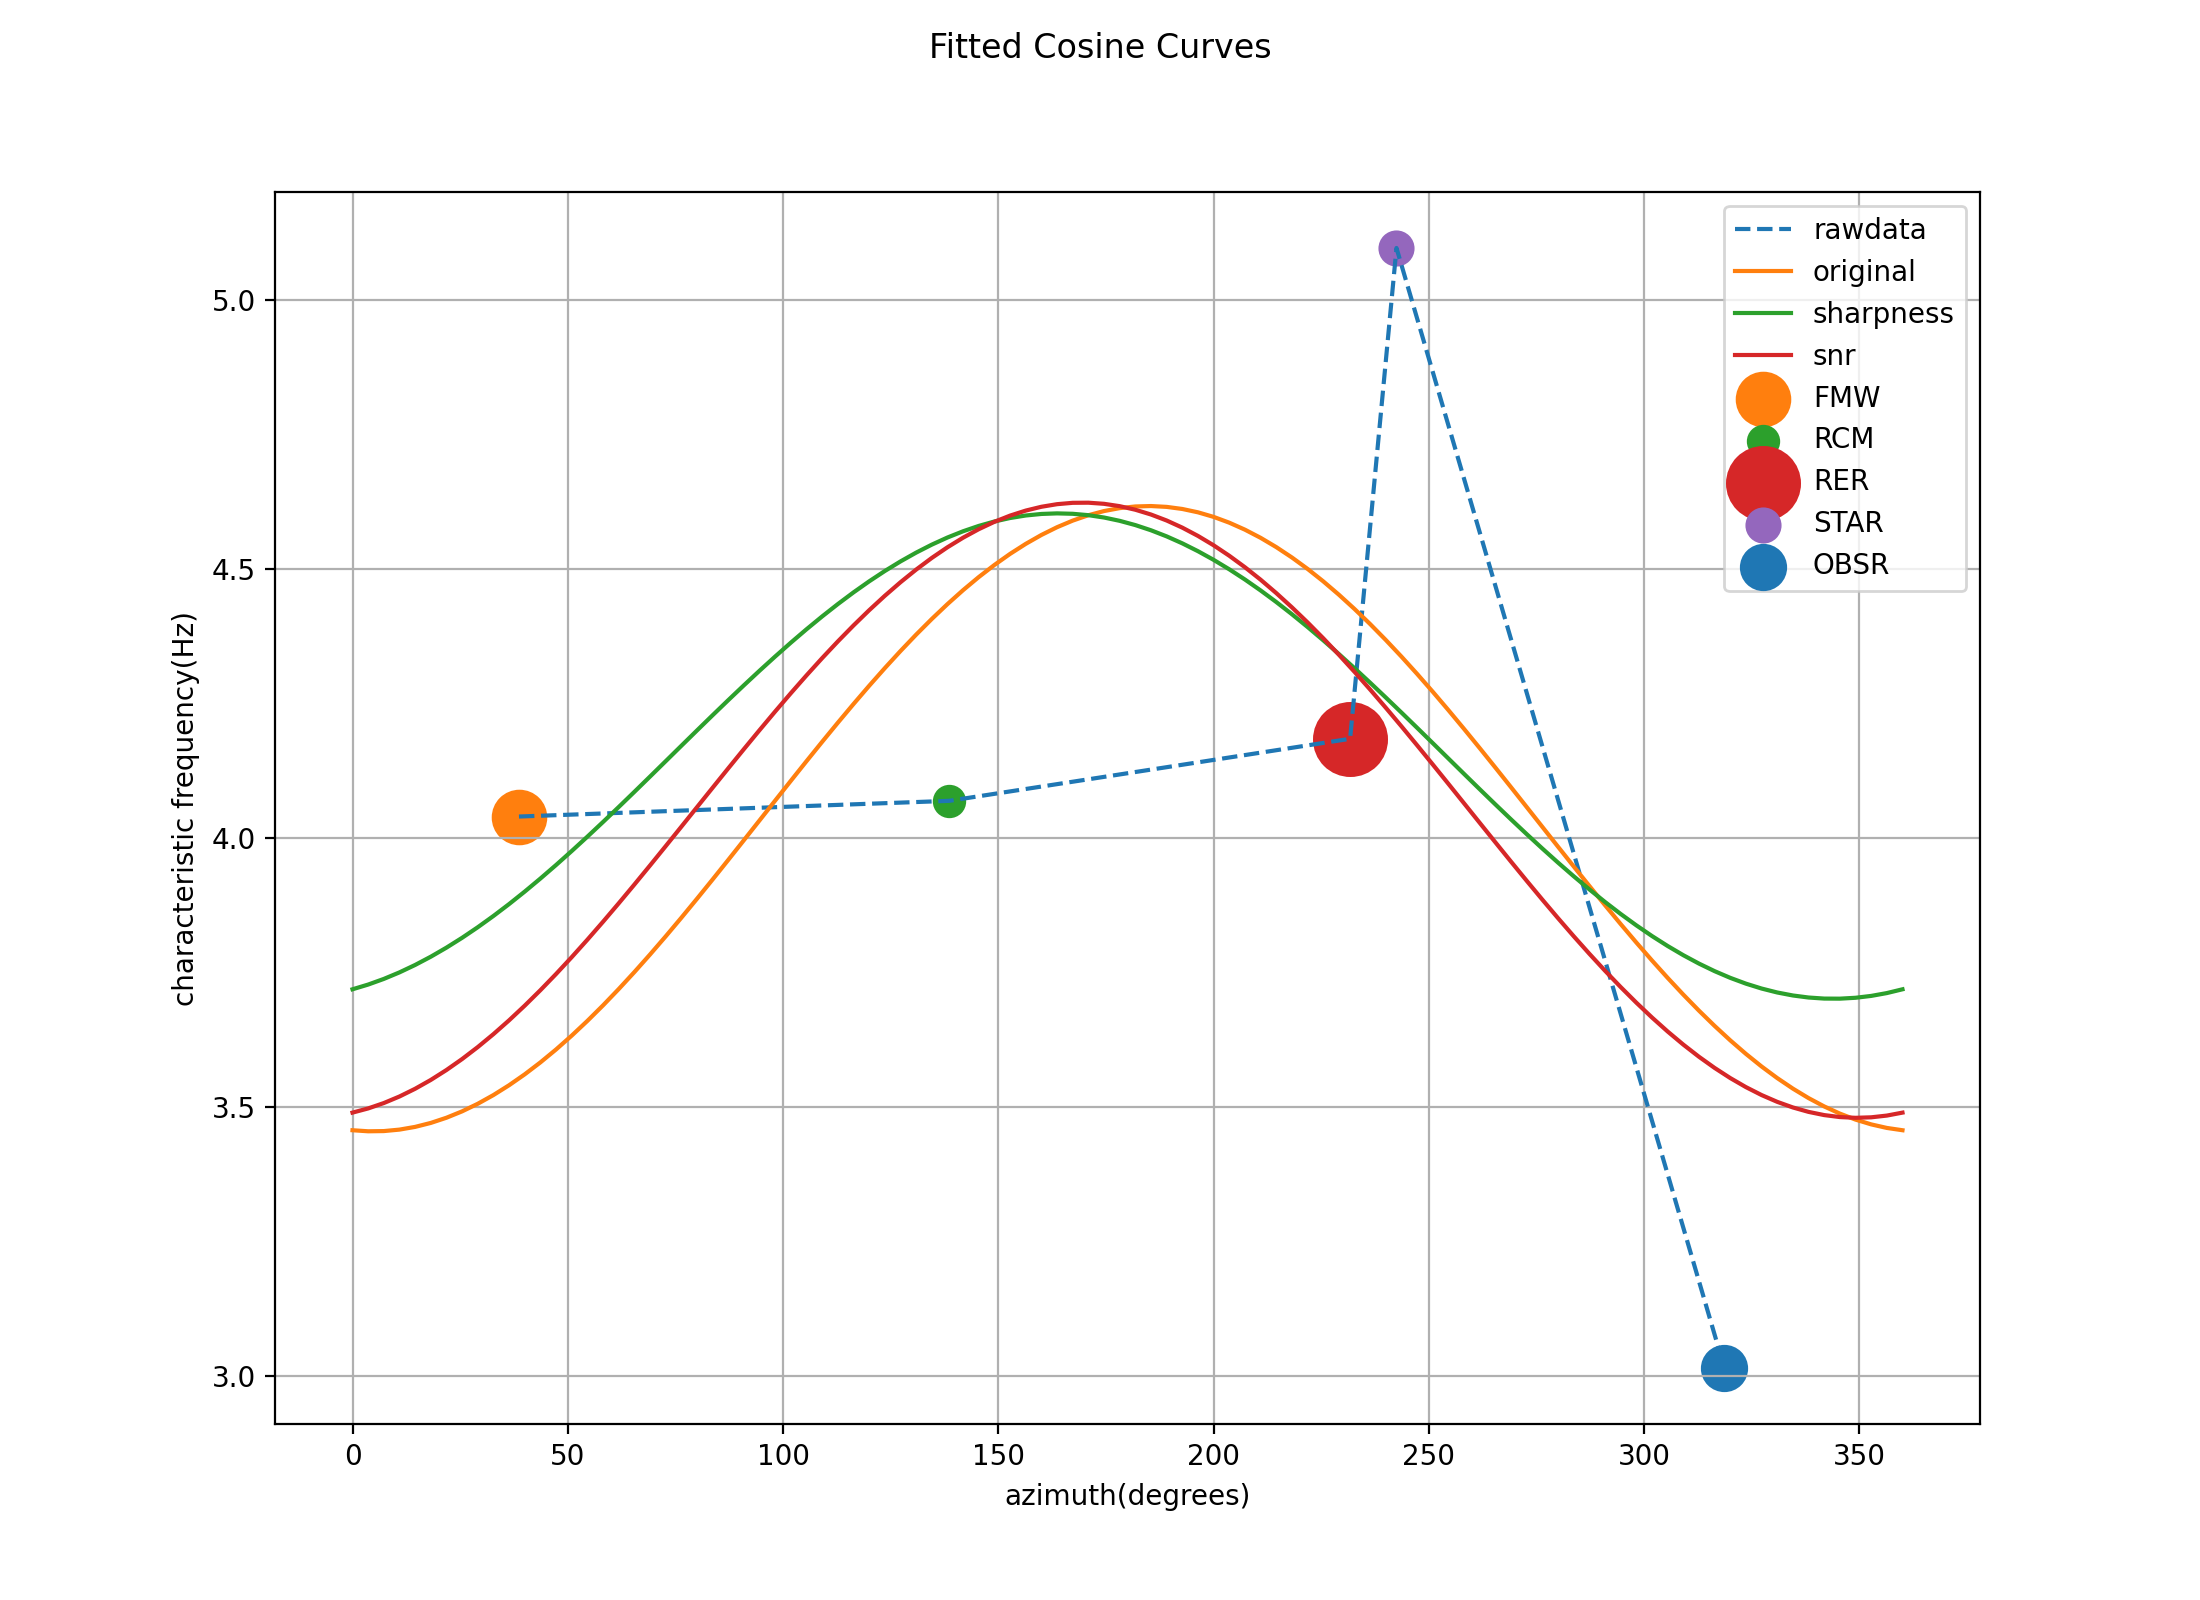 Fitted Cosine Curves
characteristic frequency(Hz)
5.0
4.5
4.0
3.5
3.0
0 50 100 150 200 250 300 350
azimuth(degrees)
rawdata
original
sharpness
snr
FMW
RCM
RER
STAR
OBSR